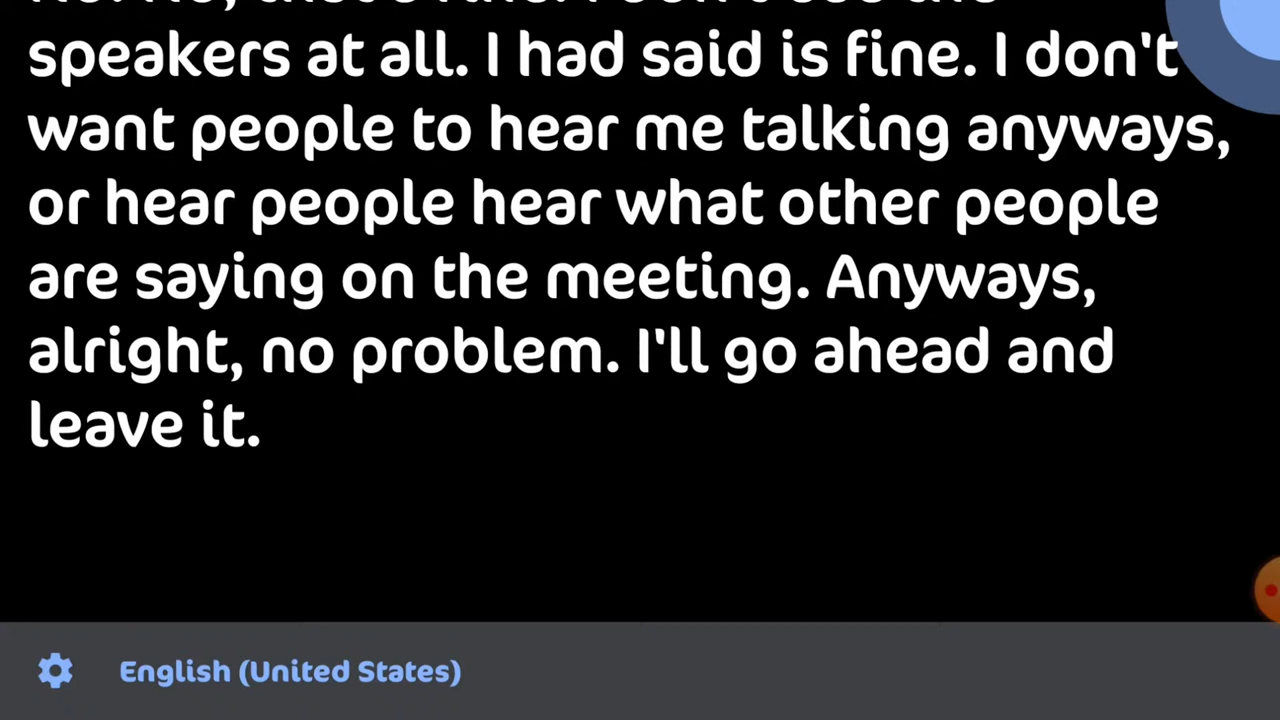 speakers at all. I had said is fine. I don't
want people to hear me talking anyways,
or hear people hear what other people
are saying on the meeting. Anyways,
alright, no problem. I'll go ahead and
leave it.
English (United States)